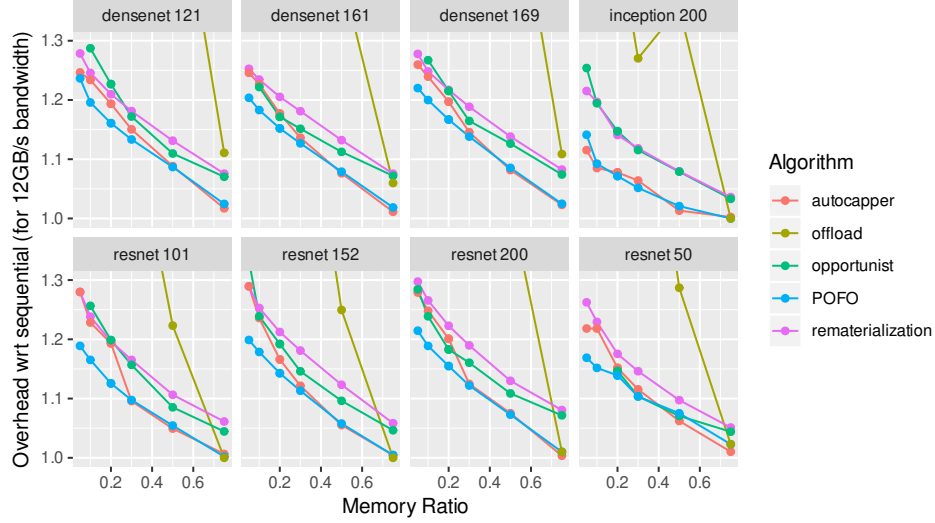 densenet 121
densenet 161
densenet 169
inception 200
1.3
1.2
1.1
1.0
resnet 101
resnet 152
resnet 200
resnet 50
1.3
1.2
1.1
1.0
0.2 0.4 0.6
0.2 0.4 0.6
0.2 0.4 0.6
0.2 0.4 0.6
Memory Ratio
Overhead wrt sequential (for 12GB/s bandwidth)
Algorithm
autocapper
offload
opportunist
POFO
rematerialization